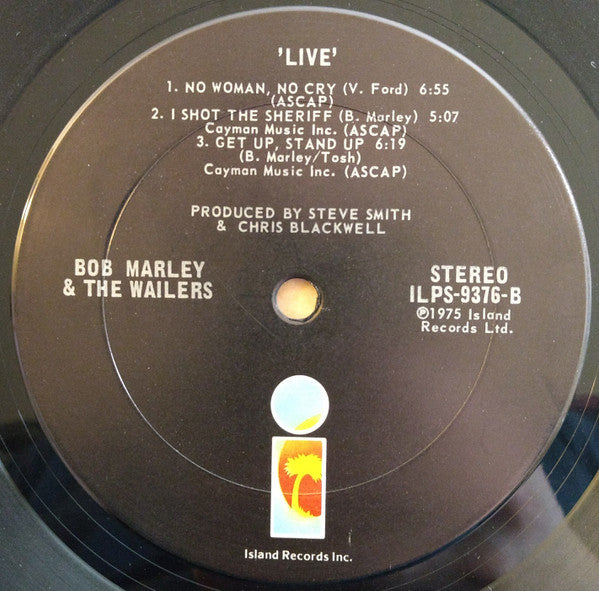 'LIVE'
1. NO WOMAN, NO CRY (V. Ford) 6:55
(ASCAP)
2. I SHOT THE SHERIFF (B. Marley) 5:07
Cayman Music Inc. (ASCAP)
3. GET UP, STAND UP 6:19
(B. Marley/Tosh)
Cayman Music Inc. (ASCAP)
PRODUCED BY STEVE SMITH
& CHRIS BLACKWELL
BOB MARLEY
& THE WAILERS
STEREO
ILPS-9376-B
℗1975 Island
Records Ltd.
Island Records Inc.